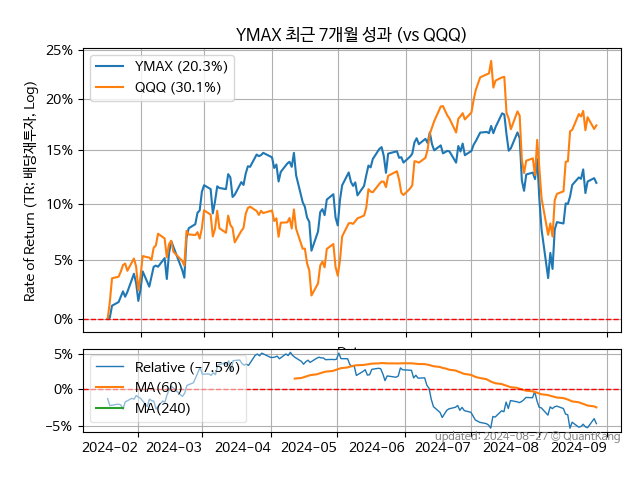 YMAX 최근 7개월 성과 (vs QQQ)
25%
20%
15%
10%
5%
0%
Rate of Return (TR: 배당재투자, Log)
YMAX (20.3%)
QQQ (30.1%)
5%
0%
−5%
Relative (−7.5%)
MA(60)
MA(240)
2024-02 2024-03 2024-04 2024-05 2024-06 2024-07 2024-08 2024-09
updated: 2024-08-27 © QuantKang